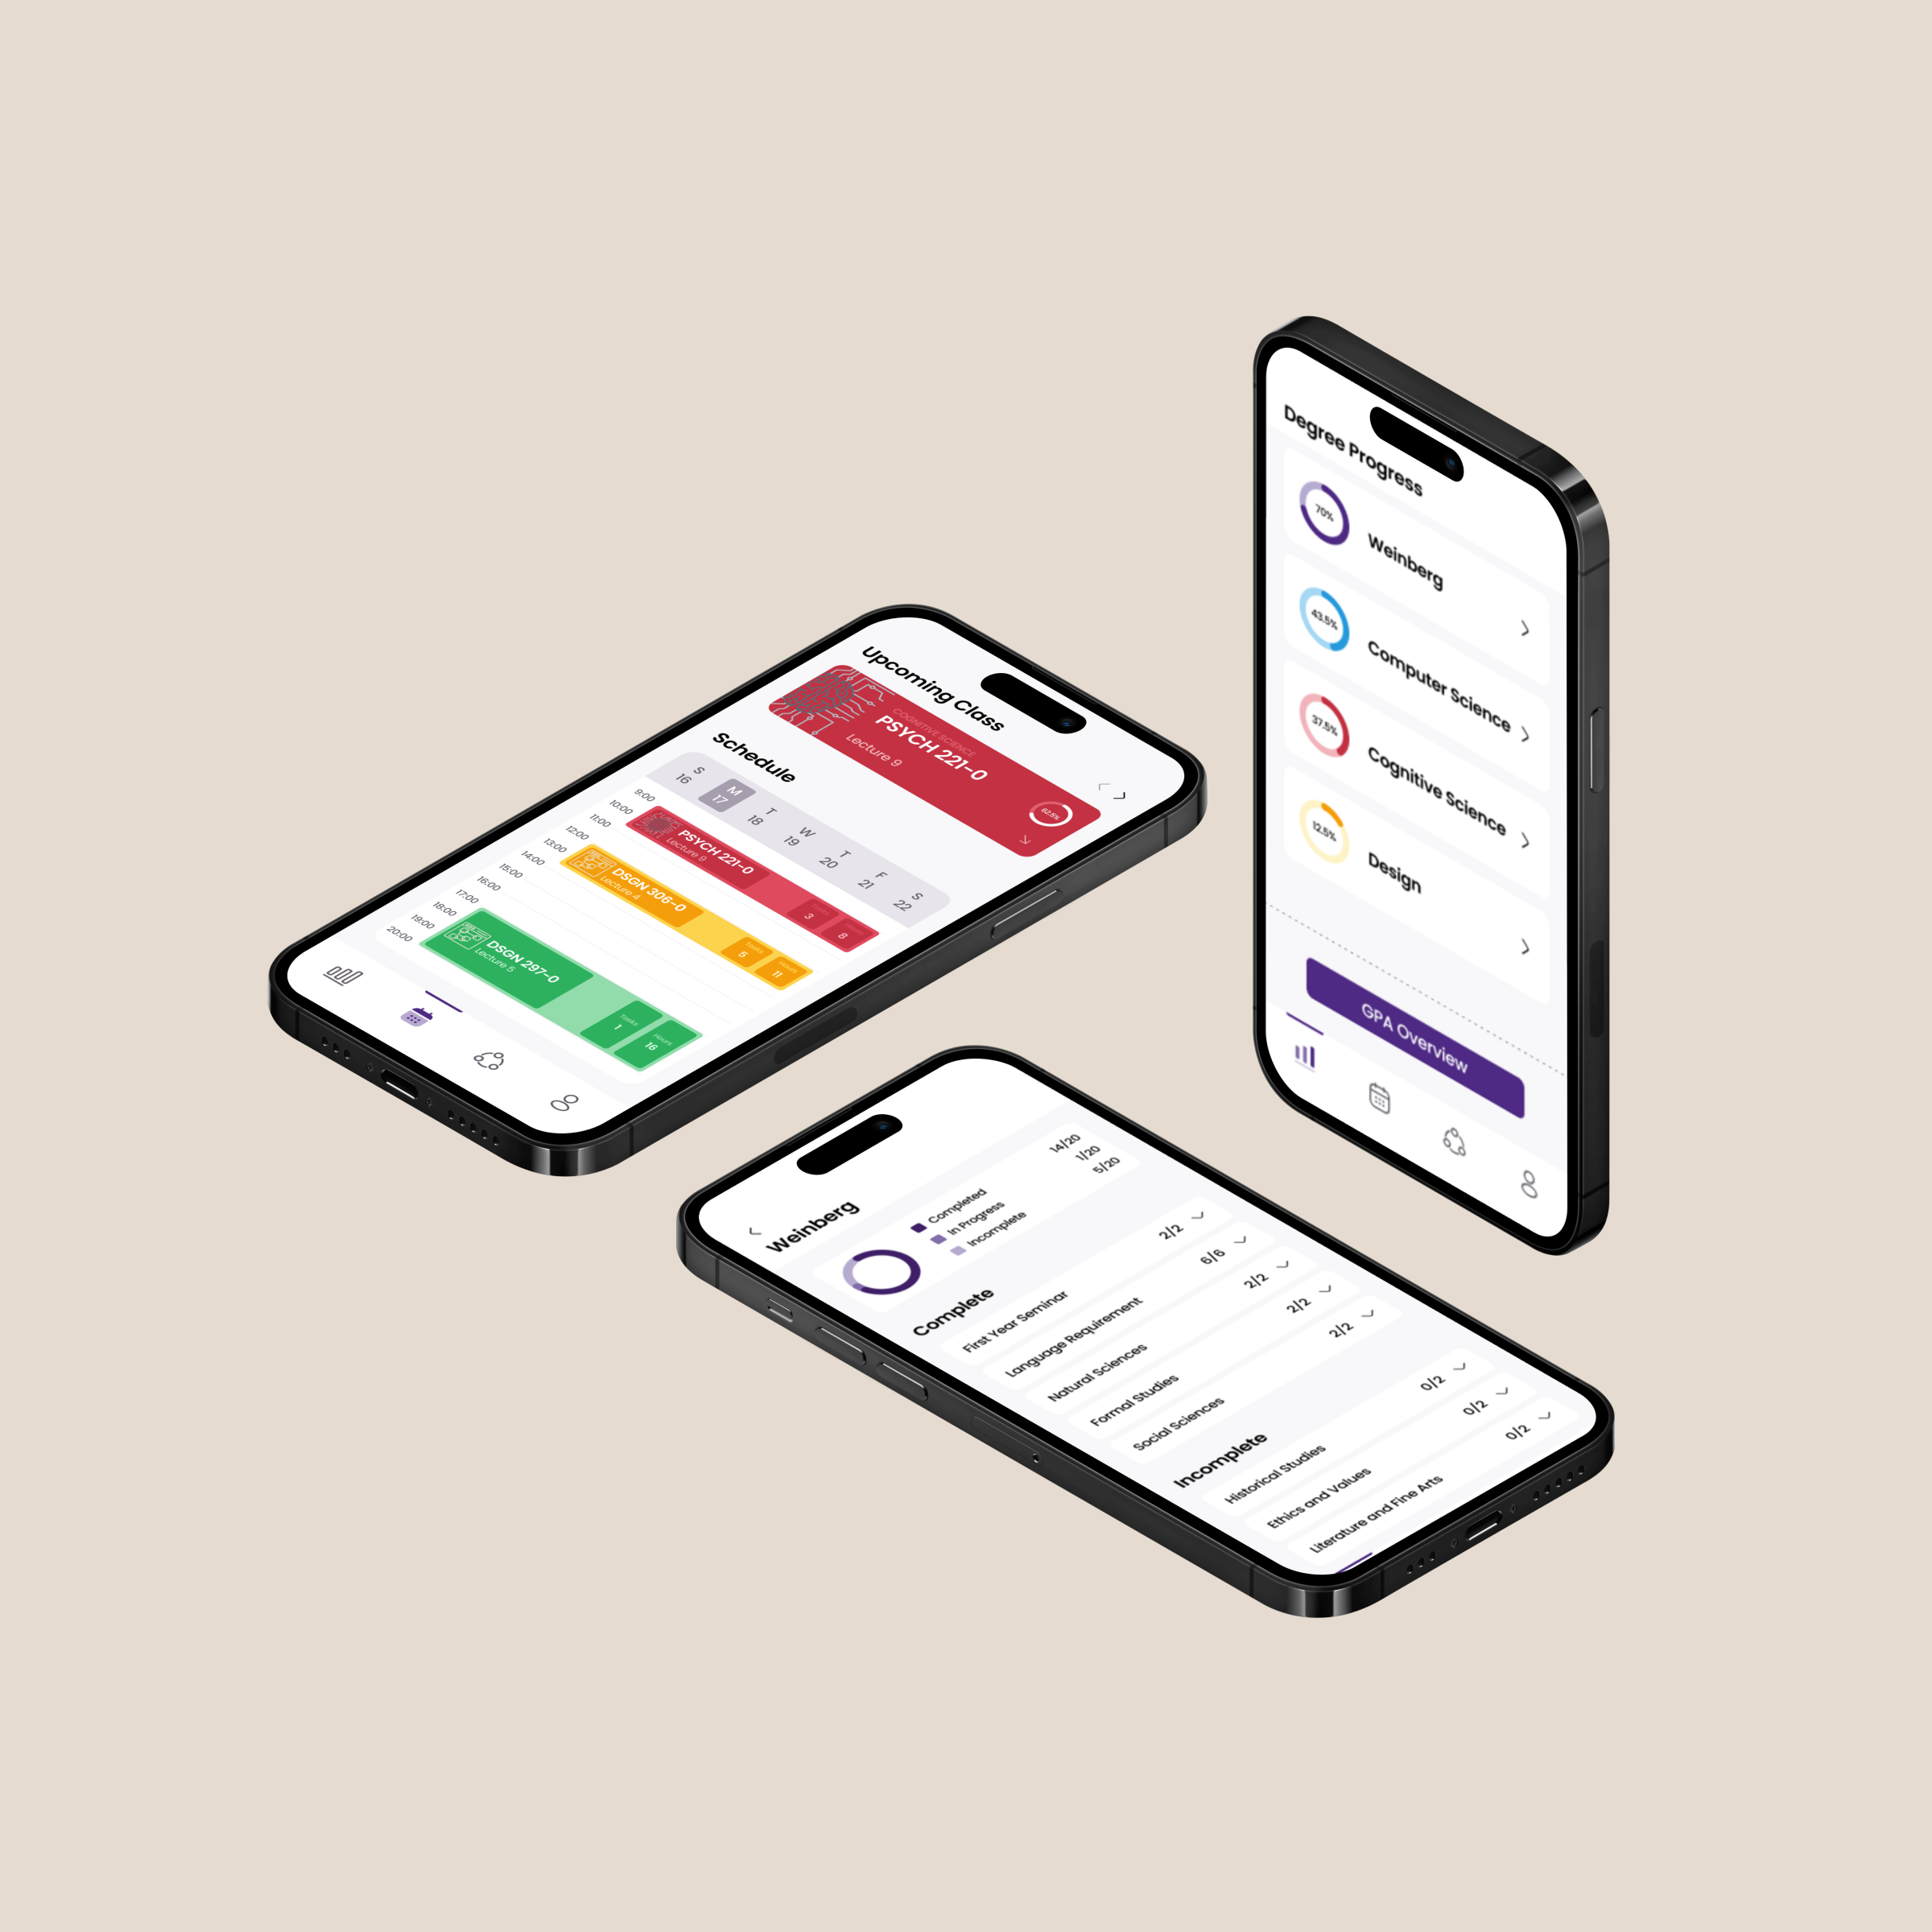 Upcoming Class
COGNITIVE SCIENCE
PSYCH 221-0
Lecture 9
62.5%
Schedule
S M T W T F S
16 17 18 19 20 21 22
9:00
10:00
11:00
12:00
13:00
14:00
15:00
16:00
17:00
18:00
19:00
20:00
PSYCH 221-0
Lecture 9
3
8
DSGN 306-0
Lecture 4
Tasks
5
Hours
11
DSGN 297-0
Lecture 5
Tasks
1
Hours
16
Degree Progress
70%
Weinberg
43.5%
Computer Science
37.5%
Cognitive Science
12.5%
Design
GPA Overview
Weinberg
Completed 14/20
In Progress 1/20
Incomplete 5/20
Complete
First Year Seminar 2/2
Language Requirement 6/6
Natural Sciences 2/2
Formal Studies 2/2
Social Sciences 2/2
Incomplete
Historical Studies 0/2
Ethics and Values 0/2
Literature and Fine Arts 0/2